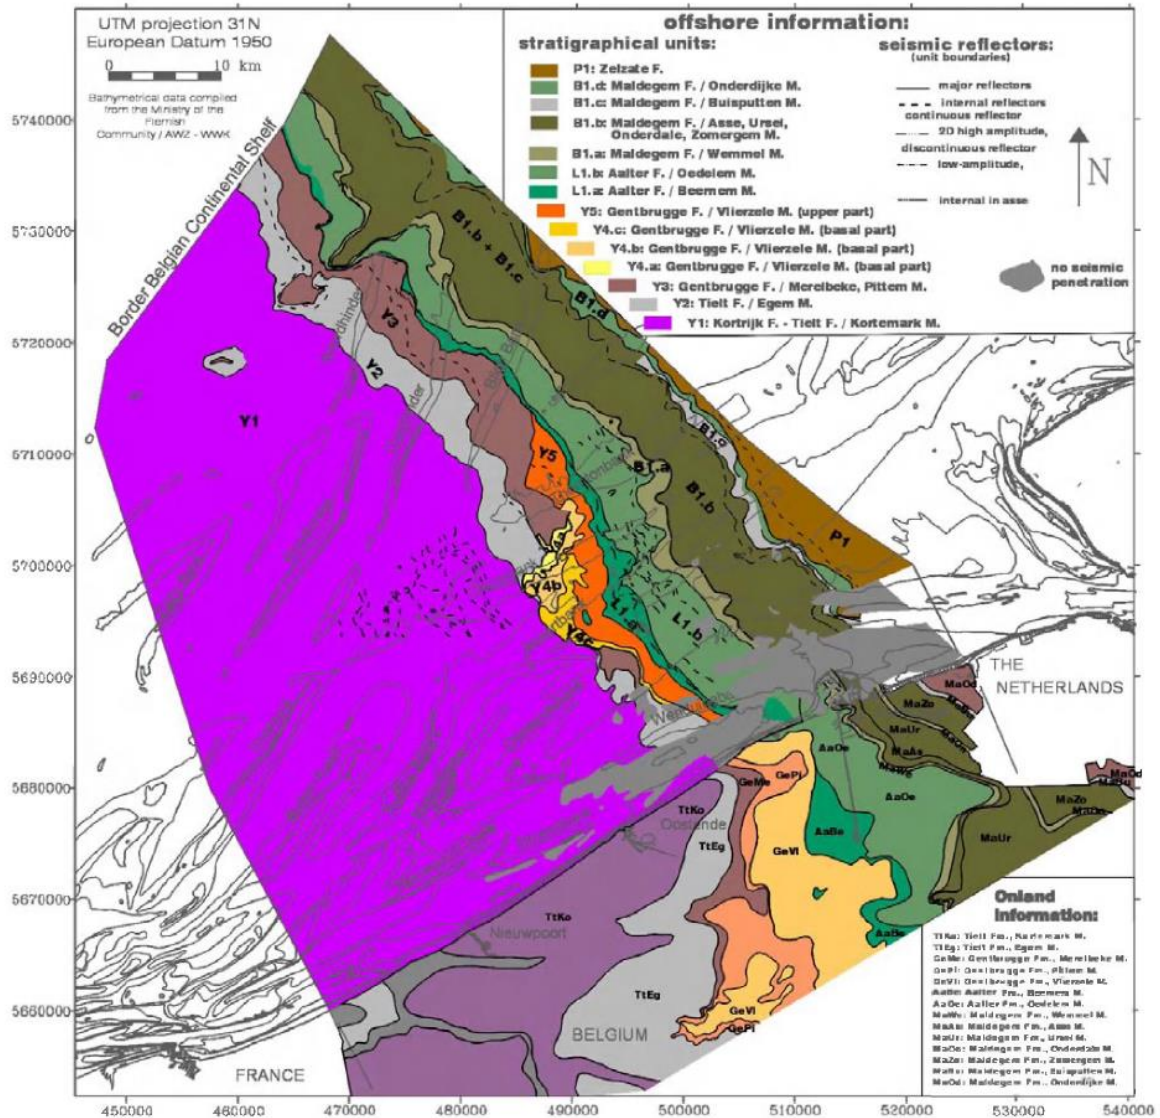 UTM projection 31N
European Datum 1950
0 10 km
Bathymetrical data compiled
from the Ministry of the
Flemish
Community / AWZ - WWK
offshore information:
stratigraphical units:
P1: Zelzate F.
B1.d: Maldegem F. / Onderdijke M.
B1.c: Maldegem F. / Buisputten M.
B1.b: Maldegem F. / Asse, Ursel,
Onderdale, Zomergem M.
B1.a: Maldegem F. / Wemmel M.
L1.b: Aalter F. / Oedelem M.
L1.a: Aalter F. / Beernem M.
Y5: Gentbrugge F. / Vlierzele M. (upper part)
Y4.c: Gentbrugge F. / Vlierzele M. (basal part)
Y4.b: Gentbrugge F. / Vlierzele M. (basal part)
Y4.a: Gentbrugge F. / Vlierzele M. (basal part)
Y3: Gentbrugge F. / Merelbeke, Pittem M.
Y2: Tielt F. / Egem M.
Y1: Kortrijk F. - Tielt F. / Kortemark M.
seismic reflectors:
(unit boundaries)
major reflectors
internal reflectors
continuous reflector
2D high amplitude,
discontinuous reflector
low-amplitude,
internal in asse
N
no seismic
penetration
Border Belgian Continental Shelf
5740000
5730000
5720000
5710000
5700000
5690000
5680000
5670000
5660000
B1.b + B1.c
B1.d
Y3
Y2
Y1
B1.c
Y5
B1.a
B1.b
P1
Y4b
L1.a
L1.b
Y4c
THE
NETHERLANDS
MaOd
MaZo
MaUr
MaAs
MaWe
AaOe
GePi
GeMe
AaOe
MaOd
MaZo
TtKo
Oostende
AaBe
MaUr
TtEg
GeVl
TtKo
Nieuwpoort
AaBe
TtEg
GeVl
GePi
BELGIUM
FRANCE
Onland
Information:
TtKo: Tielt Fm., Kortemark M.
TtEg: Tielt Fm., Egem M.
GeMe: Gentbrugge Fm., Merelbeke M.
GePi: Gentbrugge Fm., Pittem M.
GeVl: Gentbrugge Fm., Vlierzele M.
AaBe: Aalter Fm., Beernem M.
AaOe: Aalter Fm., Oedelem M.
MaWe: Maldegem Fm., Wemmel M.
MaAs: Maldegem Fm., Asse M.
MaUr: Maldegem Fm., Ursel M.
MaOn: Maldegem Fm., Onderdale M.
MaZo: Maldegem Fm., Zomergem M.
MaBu: Maldegem Fm., Buisputten M.
MaOd: Maldegem Fm., Onderdijke M.
450000 460000 470000 480000 490000 500000 510000 520000 530000 540000